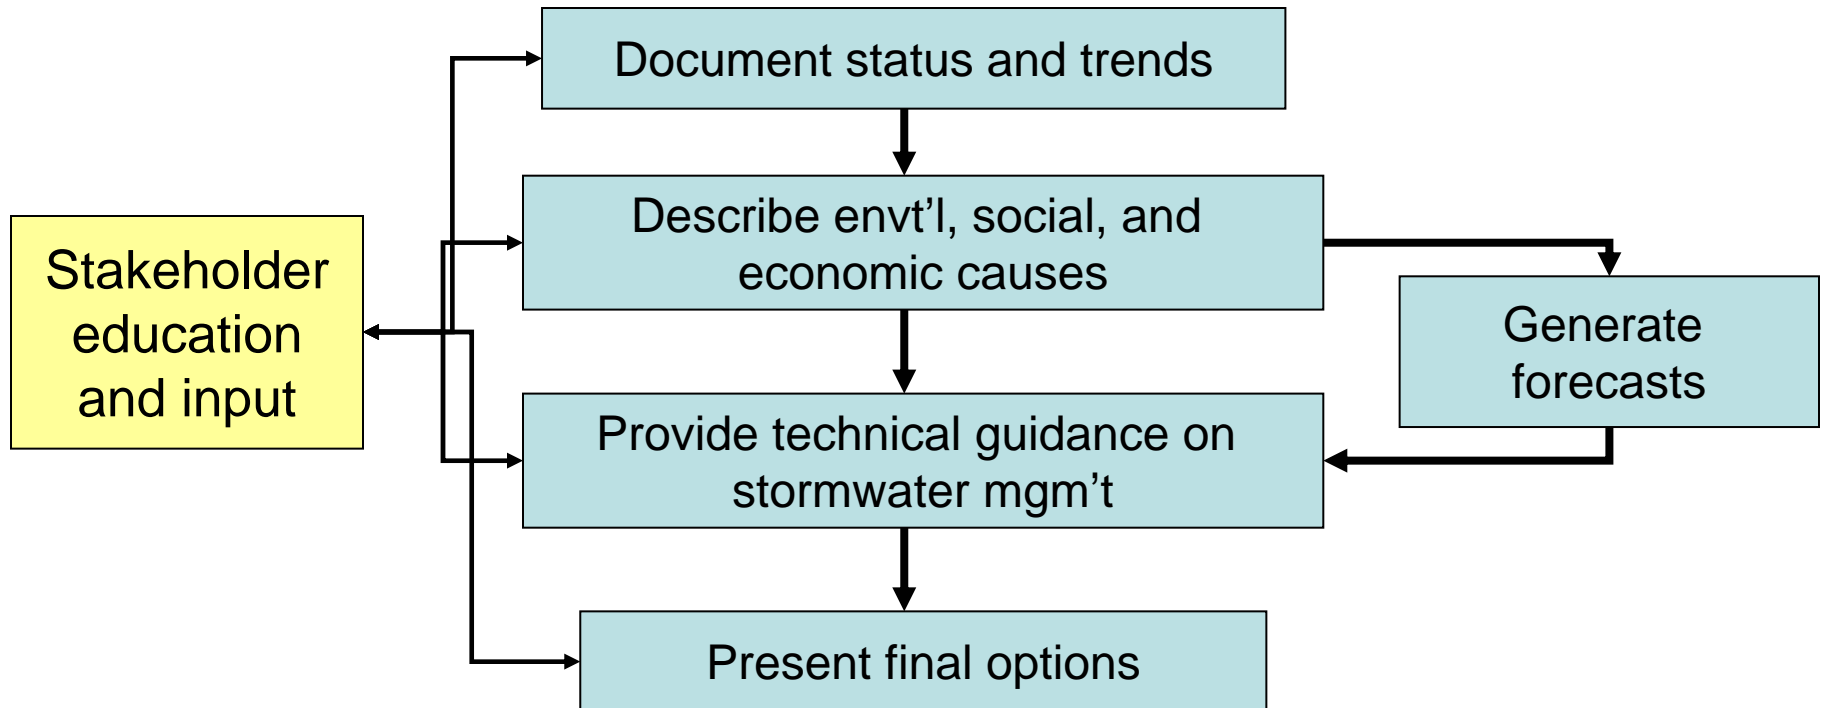 Document status and trends
Describe envt’l, social, and
economic causes
Stakeholder
education
and input
Generate
forecasts
Provide technical guidance on
stormwater mgm’t
Present final options